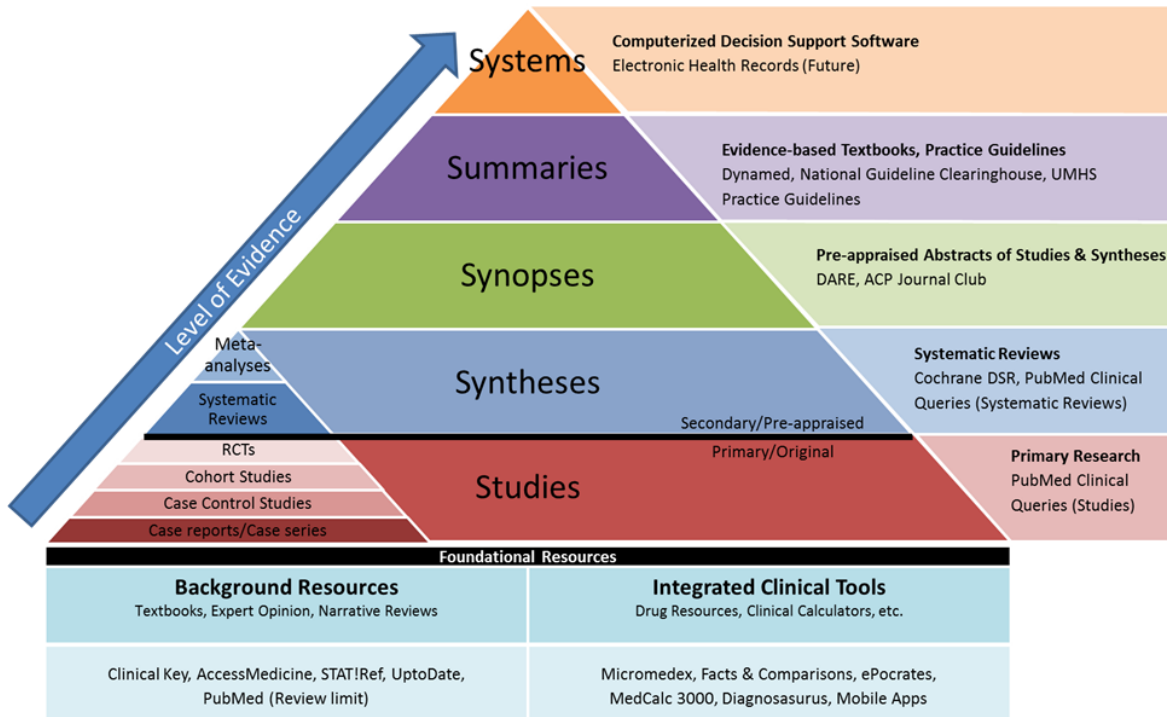 Systems
Computerized Decision Support Software
Electronic Health Records (Future)
Summaries
Evidence-based Textbooks, Practice Guidelines
Dynamed, National Guideline Clearinghouse, UMHS
Practice Guidelines
Level of Evidence
Synopses
Pre-appraised Abstracts of Studies & Syntheses
DARE, ACP Journal Club
Meta-
analyses
Systematic
Reviews
Syntheses
Secondary/Pre-appraised
Systematic Reviews
Cochrane DSR, PubMed Clinical
Queries (Systematic Reviews)
RCTs
Cohort Studies
Case Control Studies
Case reports/Case series
Primary/Original
Studies
Primary Research
PubMed Clinical
Queries (Studies)
Foundational Resources
Background Resources
Textbooks, Expert Opinion, Narrative Reviews
Clinical Key, AccessMedicine, STAT!Ref, UptoDate,
PubMed (Review limit)
Integrated Clinical Tools
Drug Resources, Clinical Calculators, etc.
Micromedex, Facts & Comparisons, ePocrates,
MedCalc 3000, Diagnosaurus, Mobile Apps